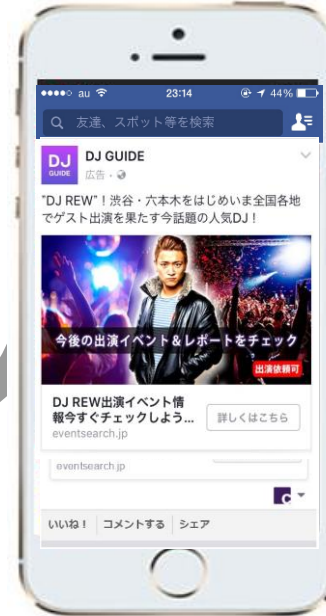 au 23:14 44%
友達、スポット等を検索
DJ GUIDE
DJ GUIDE
広告・
"DJ REW"！渋谷・六本木をはじめいま全国各地
でゲスト出演を果たす今話題の人気DJ！
今後の出演イベント＆レポートをチェック
出演依頼可
DJ REW出演イベント情
報今すぐチェックしよう...
詳しくはこちら
eventsearch.jp
eventsearch.jp
C
いいね！ コメントする シェア